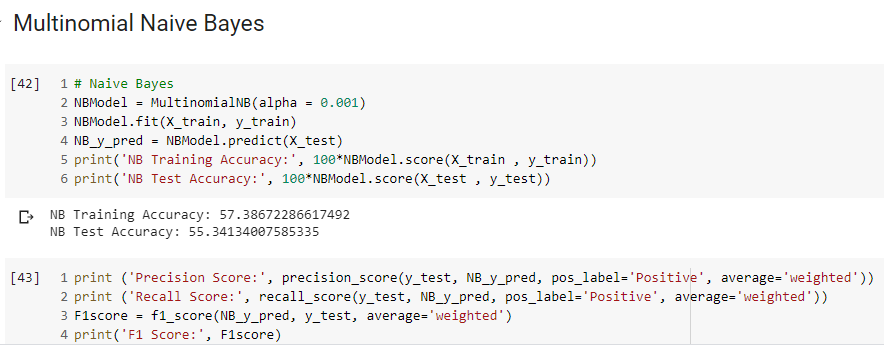 Multinomial Naive Bayes
[42] 1 # Naive Bayes
2 NBModel = MultinomialNB(alpha = 0.001)
3 NBModel.fit(X_train, y_train)
4 NB_y_pred = NBModel.predict(X_test)
5 print('NB Training Accuracy:', 100*NBModel.score(X_train , y_train))
6 print('NB Test Accuracy:', 100*NBModel.score(X_test , y_test))
NB Training Accuracy: 57.38672286617492
NB Test Accuracy: 55.34134007585335
[43] 1 print ('Precision Score:', precision_score(y_test, NB_y_pred, pos_label='Positive', average='weighted'))
2 print ('Recall Score:', recall_score(y_test, NB_y_pred, pos_label='Positive', average='weighted'))
3 F1score = f1_score(NB_y_pred, y_test, average='weighted')
4 print('F1 Score:', F1score)